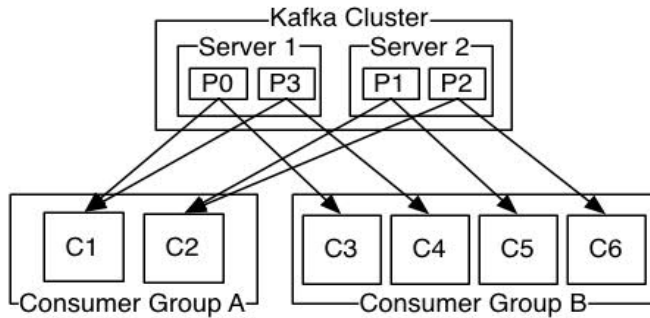 Kafka Cluster
Server 1 Server 2
P0 P3 P1 P2
C1 C2 C3 C4 C5 C6
Consumer Group A Consumer Group B